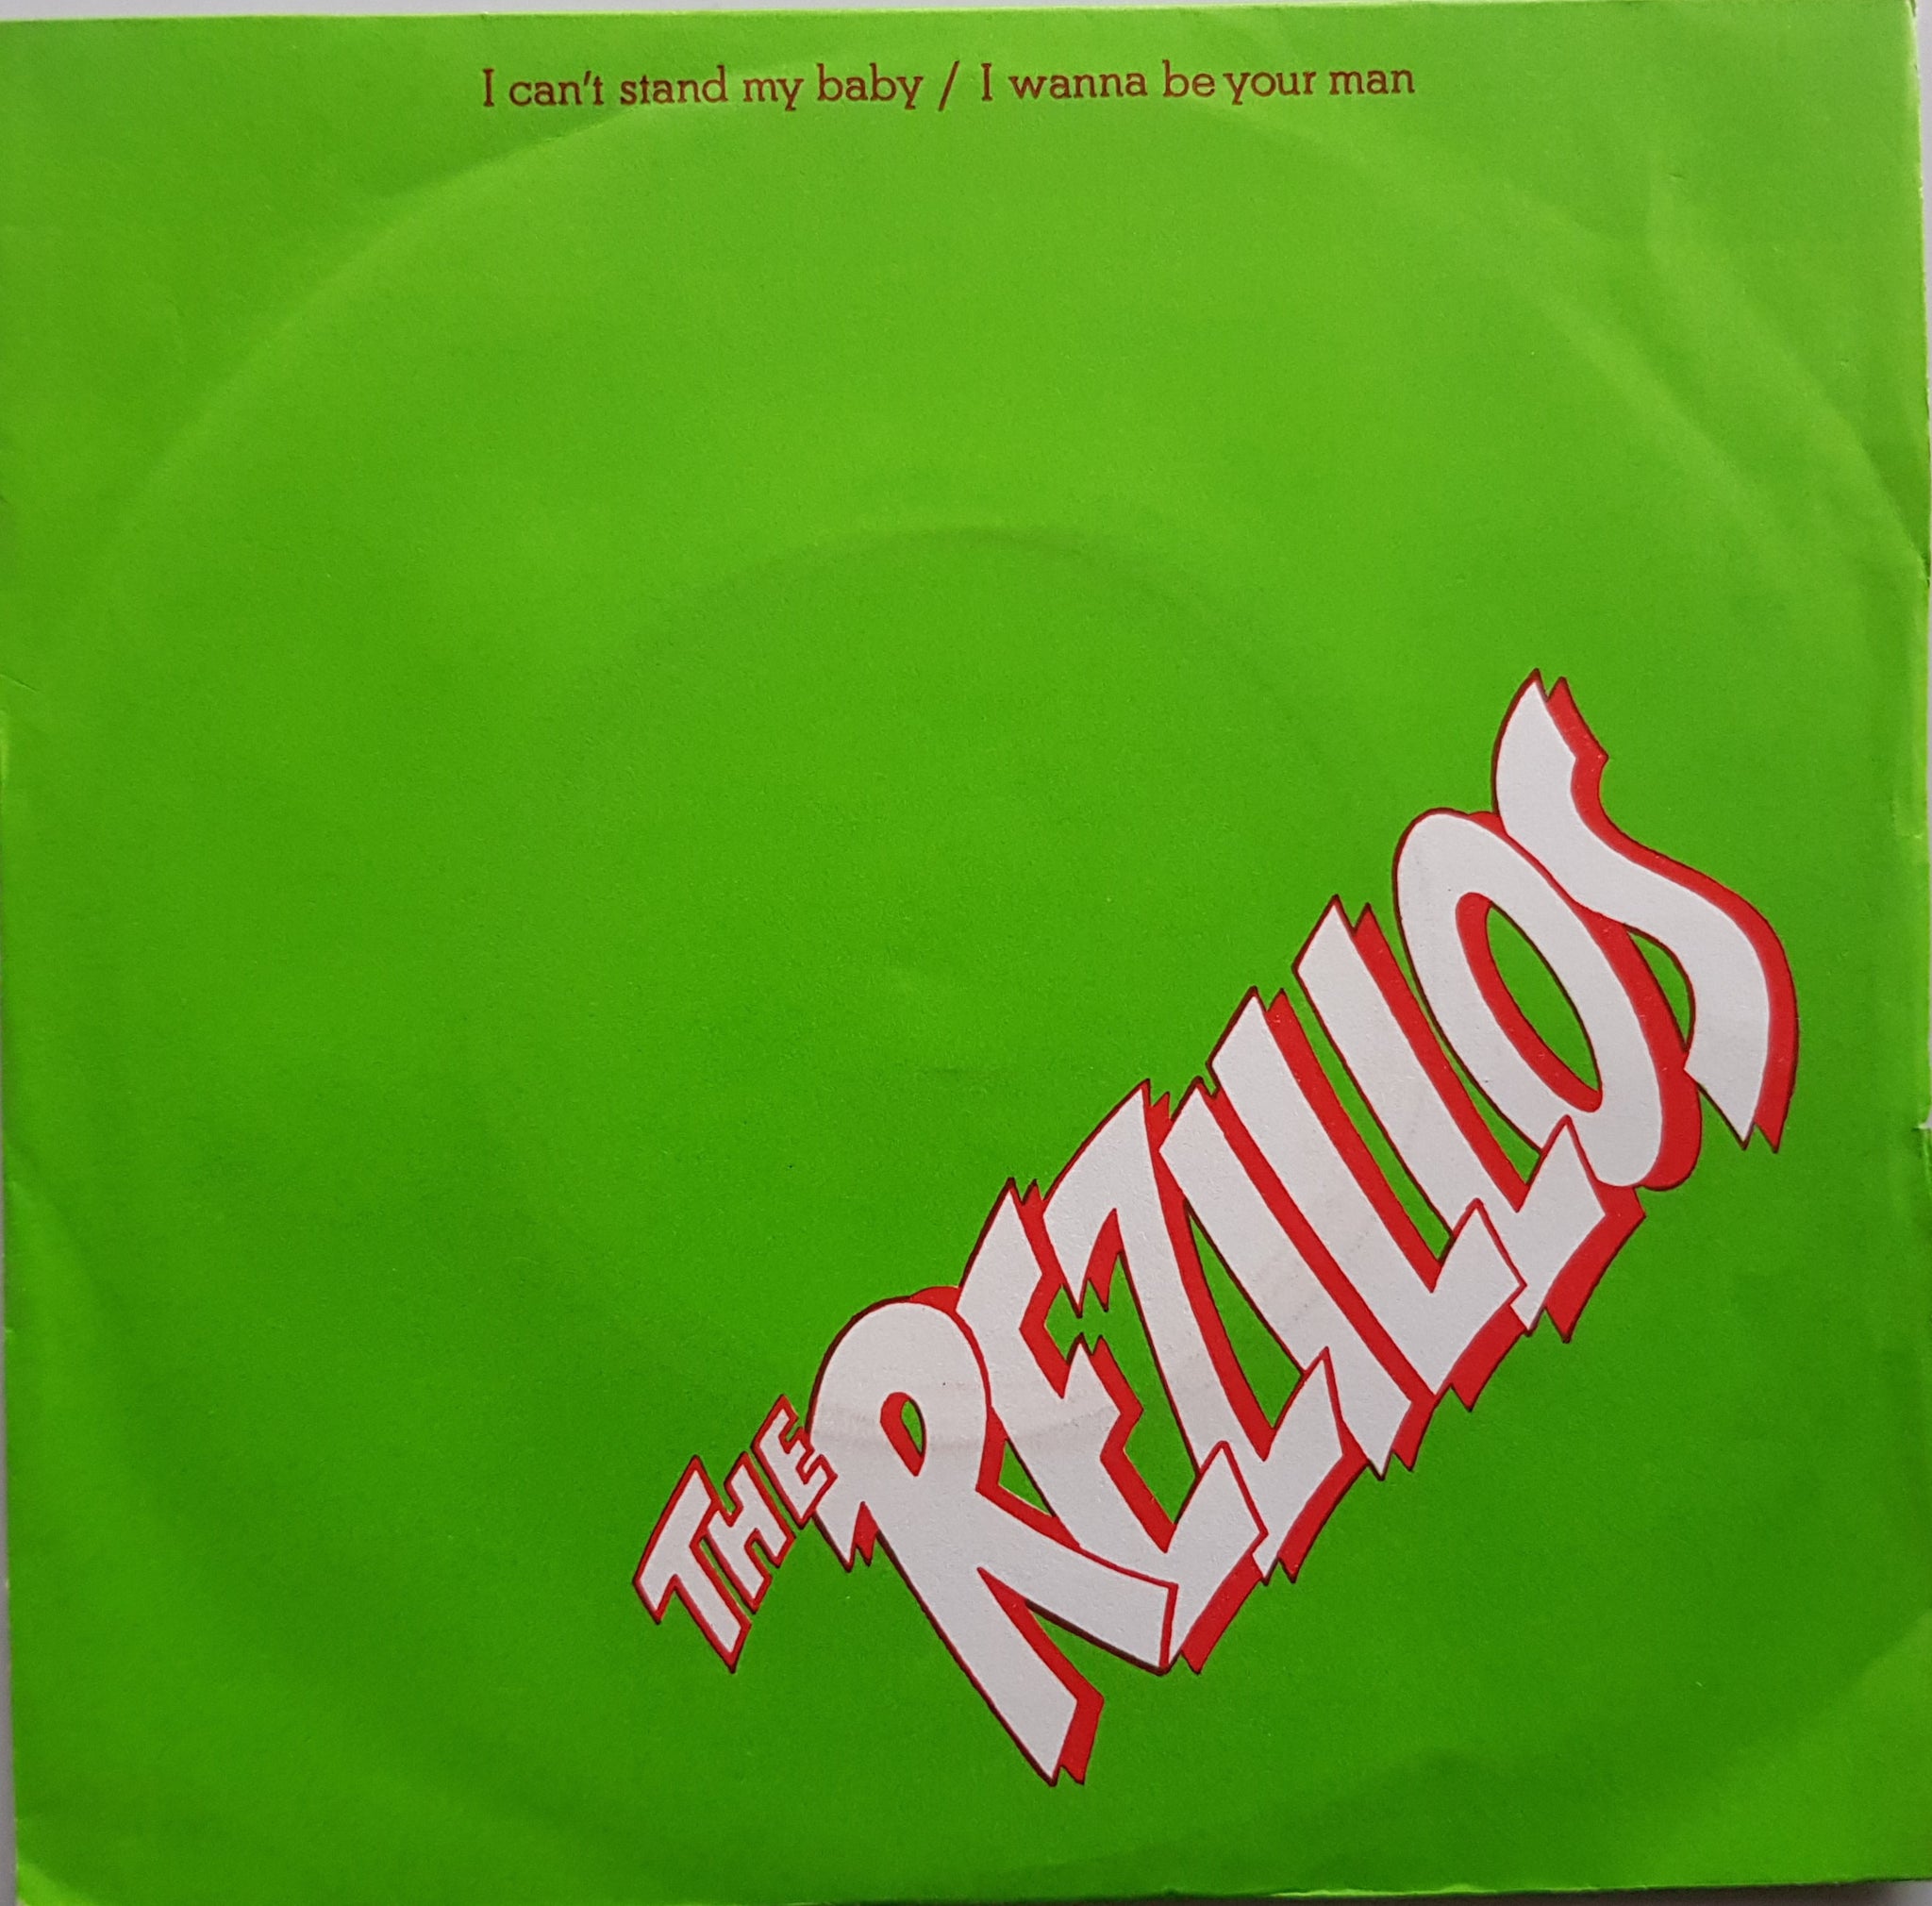 I can't stand my baby / I wanna be your man
THE REZILLOS